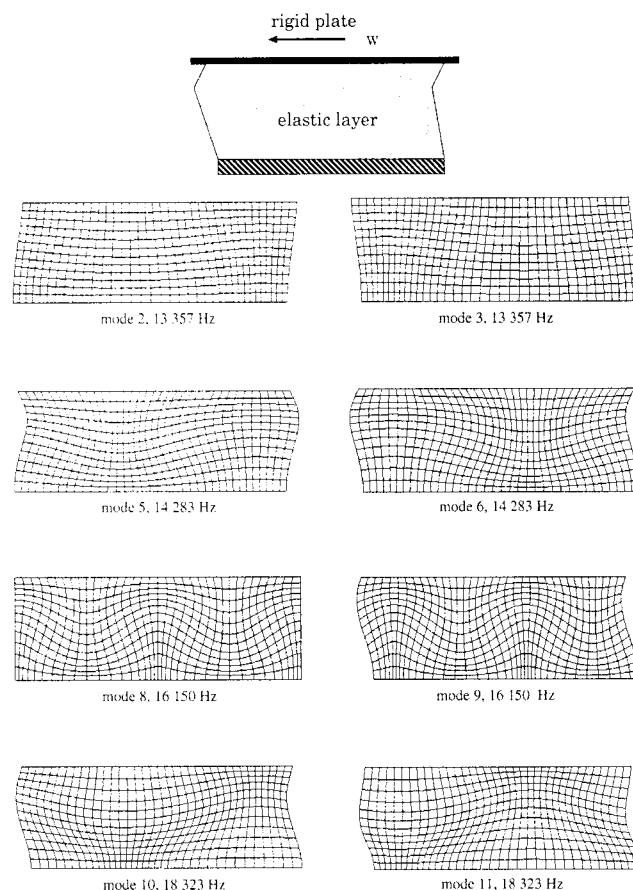 rigid plate
w
elastic layer
mode 2, 13 357 Hz
mode 3, 13 357 Hz
mode 5, 14 283 Hz
mode 6, 14 283 Hz
mode 8, 16 150 Hz
mode 9, 16 150 Hz
mode 10, 18 323 Hz
mode 11, 18 323 Hz